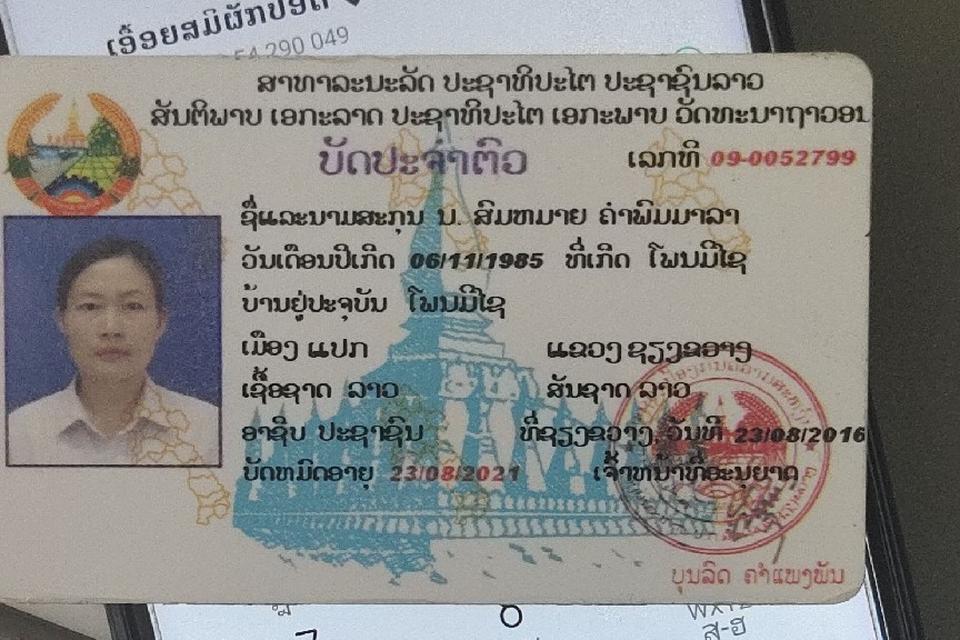 ເອື້ອຍສົມີຜັກປອດ
54 290 049
ສາທາລະນະລັດ ປະຊາທິປະໄຕ ປະຊາຊົນລາວ
ສັນຕິພາບ ເອກະລາດ ປະຊາທິປະໄຕ ເອກະພາບ ວັດທະນາຖາວອນ
ບັດປະຈຳຕົວ
ເລກທີ 09-0052799
ຊື່ແລະນາມສະກຸນ ນ. ສົມຫມາຍ ຄຳພົມມາລາ
ວັນເດືອນປີເກີດ 06/11/1985 ທີ່ເກີດ ໂພນມີໄຊ
ບ້ານຢູ່ປະຈຸບັນ ໂພນມີໄຊ
ເມືອງ ແປກ ແຂວງ ຊຽງຂວາງ
ເຊື້ອຊາດ ລາວ ສັນຊາດ ລາວ
ອາຊີບ ປະຊາຊົນ ທີ່ຊຽງຂວາງ, ວັນທີ 23/08/2016
ບັດຫມົດອາຍຸ 23/08/2021 ເຈົ້າຫນ້າທີ່ອະນຸຍາດ
ບຸນລົດ ຄຳແພງພັນ
0
WXYZ
ສ-ຮ